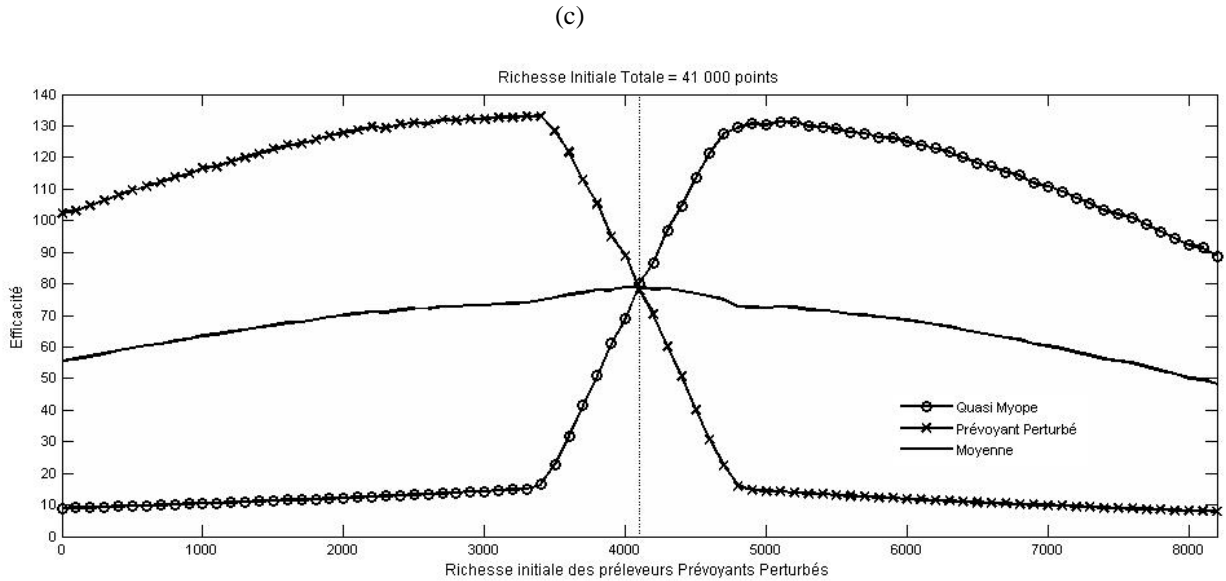 (c)
Richesse Initiale Totale = 41 000 points
140
130
120
110
100
90
80
70
60
50
40
30
20
10
0
Efficacité
Quasi Myope
Prévoyant Perturbé
Moyenne
0 1000 2000 3000 4000 5000 6000 7000 8000
Richesse initiale des préleveurs Prévoyants Perturbés